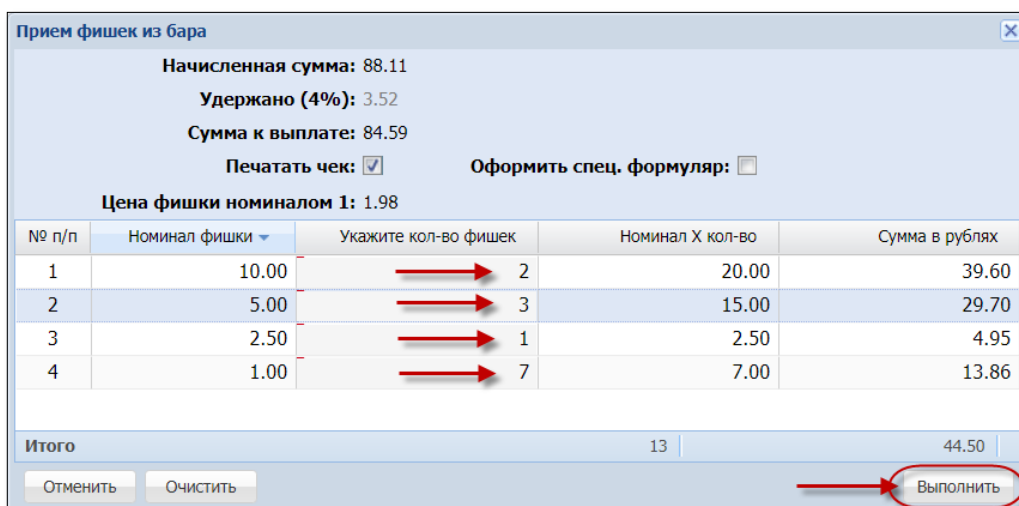 Прием фишек из бара
Начисленная сумма: 88.11
Удержано (4%): 3.52
Сумма к выплате: 84.59
Печатать чек: Оформить спец. формуляр:
Цена фишки номиналом 1: 1.98
№ п/п Номинал фишки Укажите кол-во фишек Номинал X кол-во Сумма в рублях
1 10.00 2 20.00 39.60
2 5.00 3 15.00 29.70
3 2.50 1 2.50 4.95
4 1.00 7 7.00 13.86
Итого 13 44.50
Отменить Очистить Выполнить